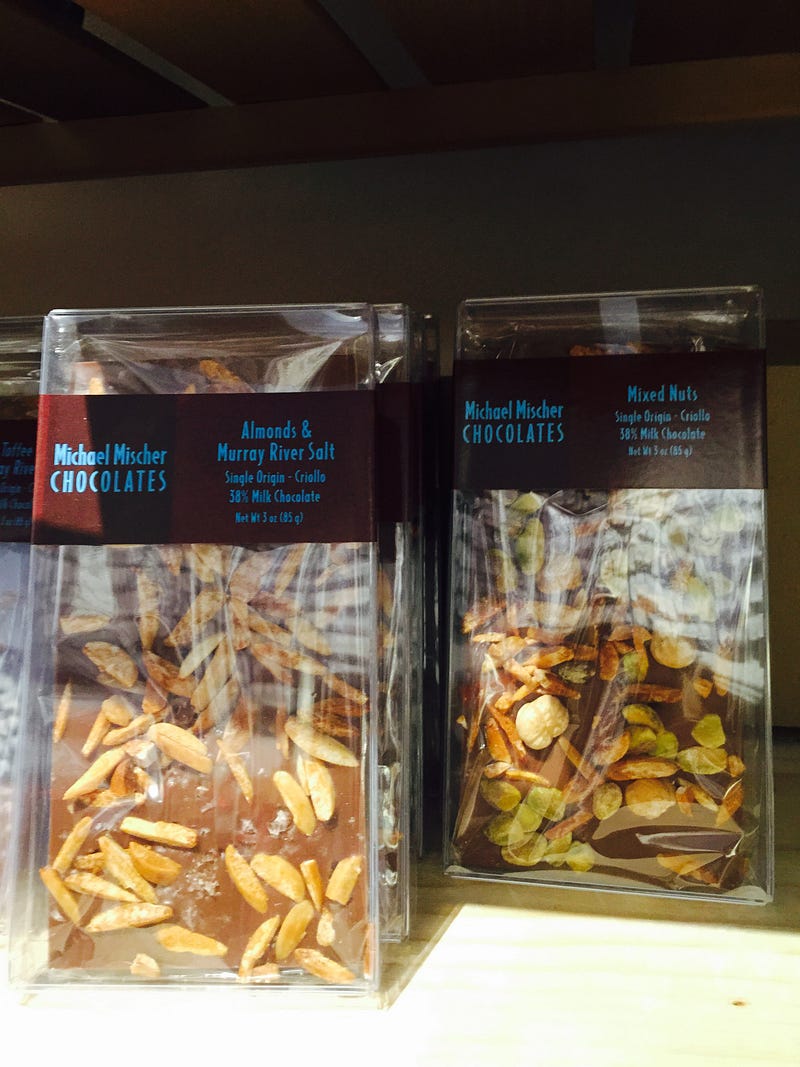 Toffee
Michael Mischer
CHOCOLATES
Almonds &
Murray River Salt
Single Origin - Criollo
38% Milk Chocolate
Net Wt 3 oz (85 g)
Michael Mischer
CHOCOLATES
Mixed Nuts
Single Origin - Criollo
38% Milk Chocolate
Net Wt 3 oz (85 g)